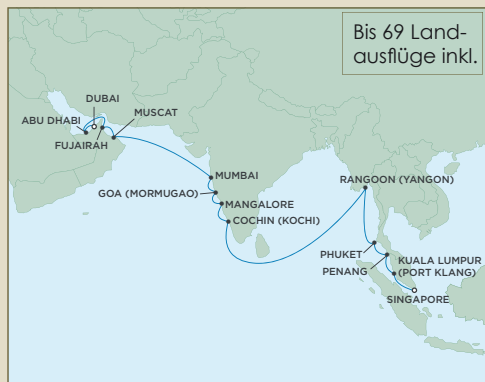 Bis 69 Land-
ausflüge inkl.
DUBAI
ABU DHABI
MUSCAT
FUJAIRAH
MUMBAI
RANGOON (YANGON)
GOA (MORMUGAO)
MANGALORE
COCHIN (KOCHI)
PHUKET
KUALA LUMPUR
PENANG
(PORT KLANG)
SINGAPORE